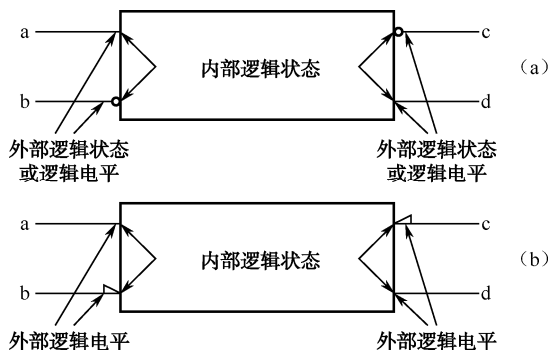 a 内部逻辑状态 c （a）
b d
外部逻辑状态 外部逻辑状态
或逻辑电平 或逻辑电平
a 内部逻辑状态 c （b）
b d
外部逻辑电平 外部逻辑电平